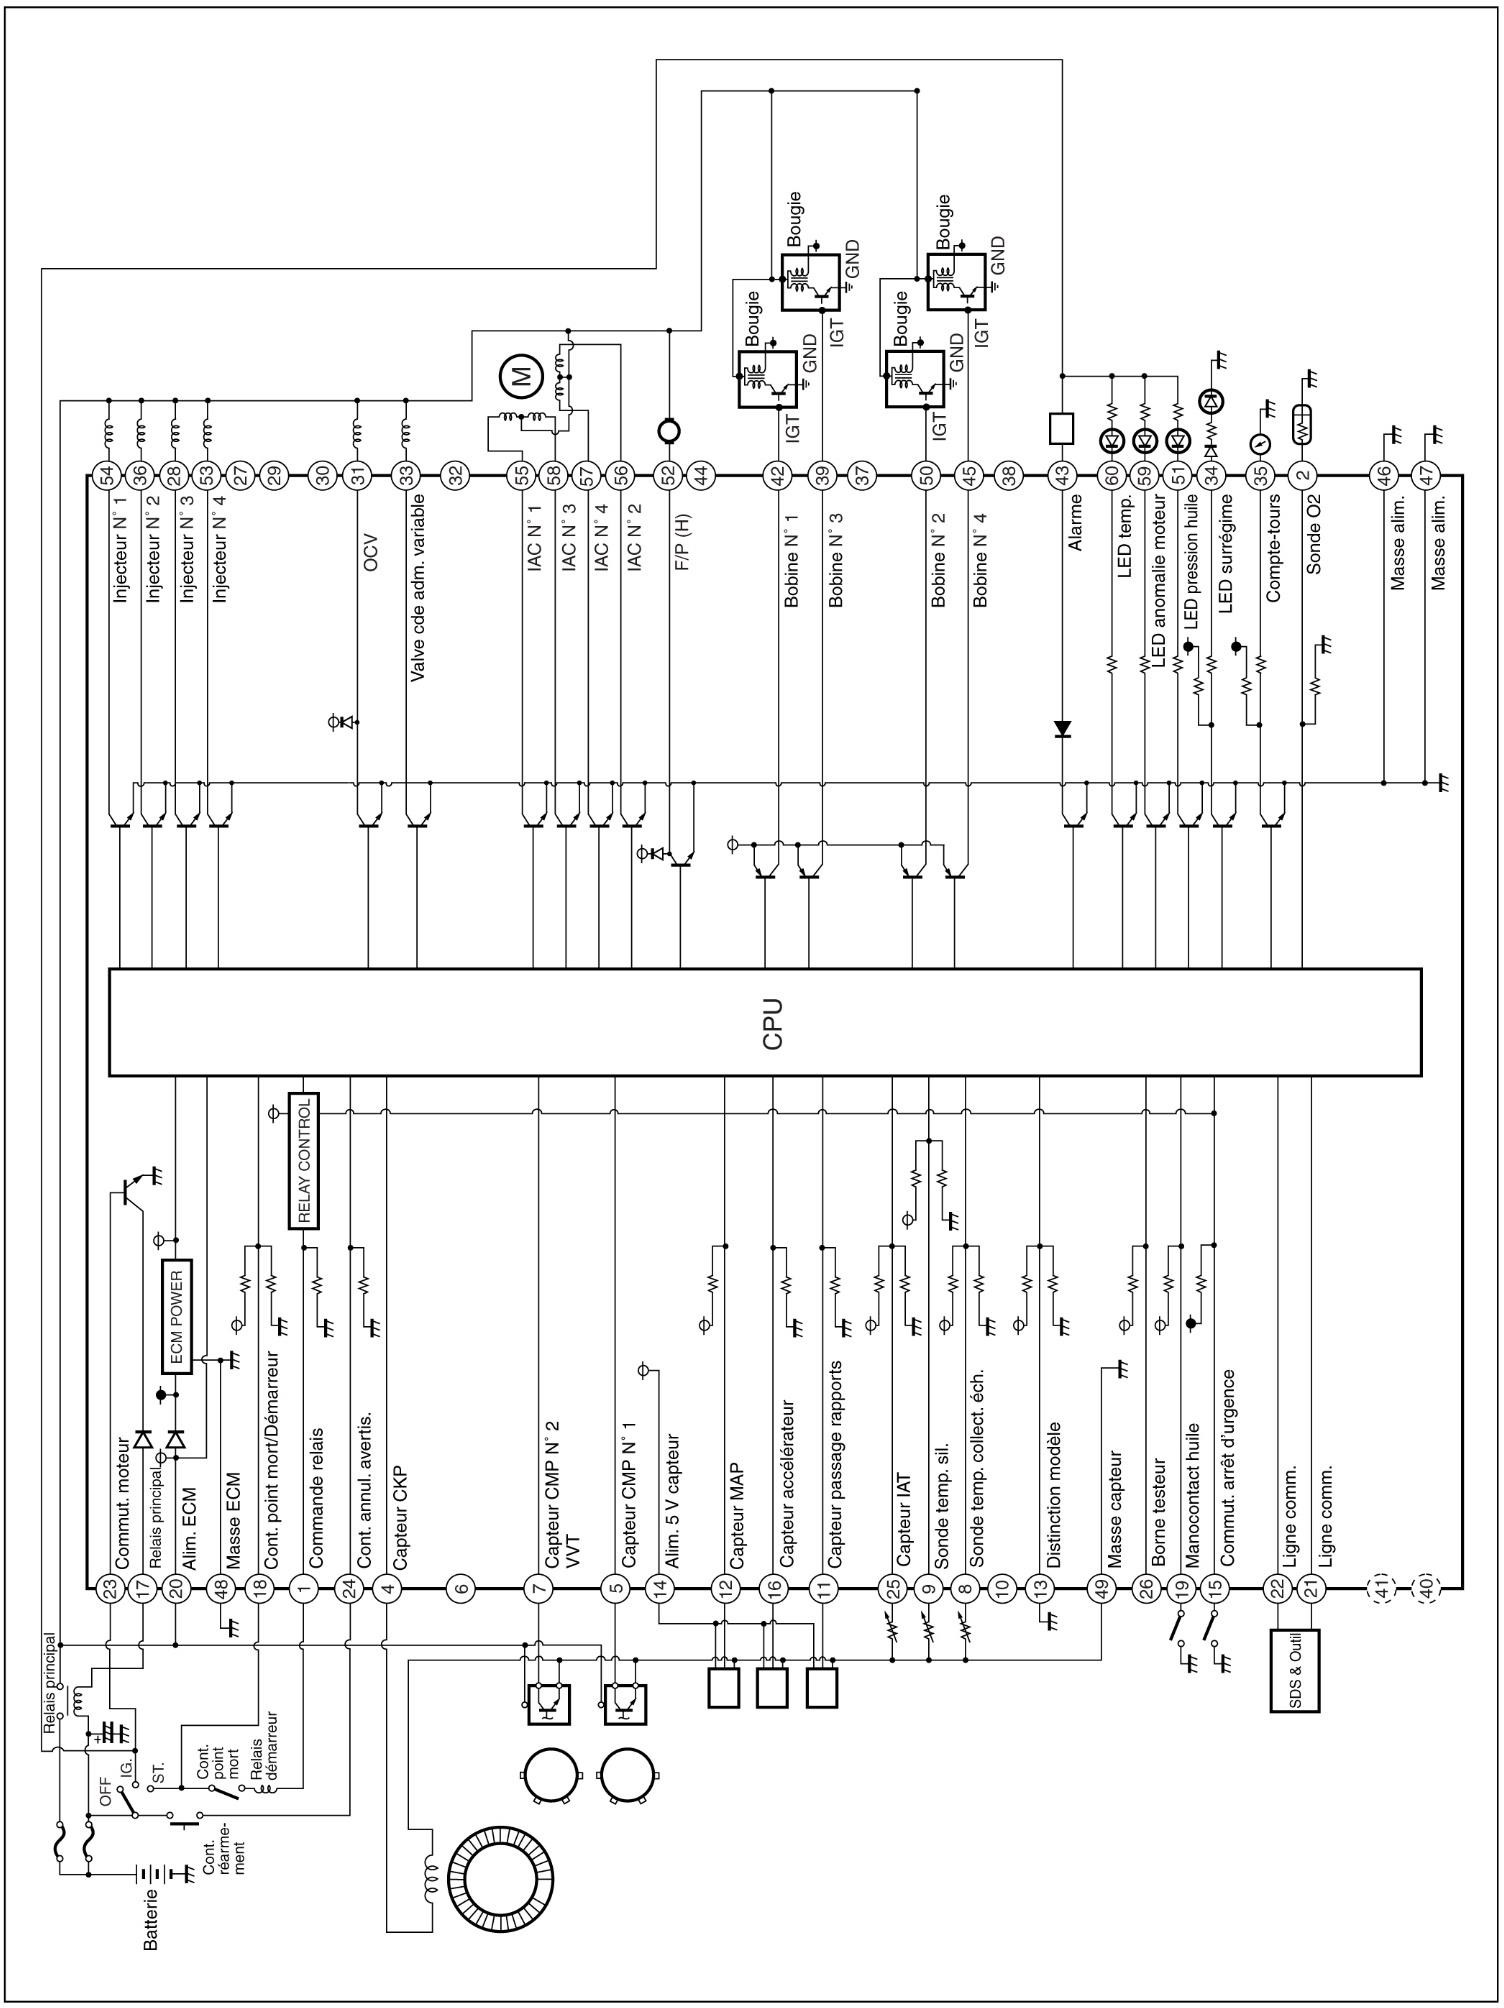 Bougie
GND
IGT
Bougie
GND
IGT
Bougie
GND
IGT
Bougie
GND
IGT
M
54
36
28
53
27
29
30
31
33
32
55
58
57
56
52
44
42
39
37
50
45
38
43
60
59
51
34
35
2
46
47
Injecteur N° 1
Injecteur N° 2
Injecteur N° 3
Injecteur N° 4
OCV
Valve cde adm. variable
IAC N° 1
IAC N° 3
IAC N° 4
IAC N° 2
F/P (H)
Bobine N° 1
Bobine N° 3
Bobine N° 2
Bobine N° 4
Alarme
LED temp.
LED anomalie moteur
LED pression huile
LED surrégime
Compte-tours
Sonde O2
Masse alim.
Masse alim.
CPU
RELAY CONTROL
ECM POWER
Commut. moteur
Relais principal
Alim. ECM
Masse ECM
Cont. point mort/Démarreur
Commande relais
Cont. annul. avertis.
Capteur CKP
Capteur CMP N° 2
VVT
Capteur CMP N° 1
Alim. 5 V capteur
Capteur MAP
Capteur accélérateur
Capteur passage rapports
Capteur IAT
Sonde temp. sil.
Sonde temp. collect. éch.
Distinction modèle
Masse capteur
Borne testeur
Manocontact huile
Commut. arrêt d'urgence
Ligne comm.
Ligne comm.
23
17
20
48
18
1
24
4
6
7
5
14
12
16
11
25
9
8
10
13
49
26
19
15
22
21
41
40
Relais principal
+
OFF
IG.
ST.
Cont.
point
mort
Relais
démarreur
Cont.
réarme-
ment
Batterie
SDS & Outil